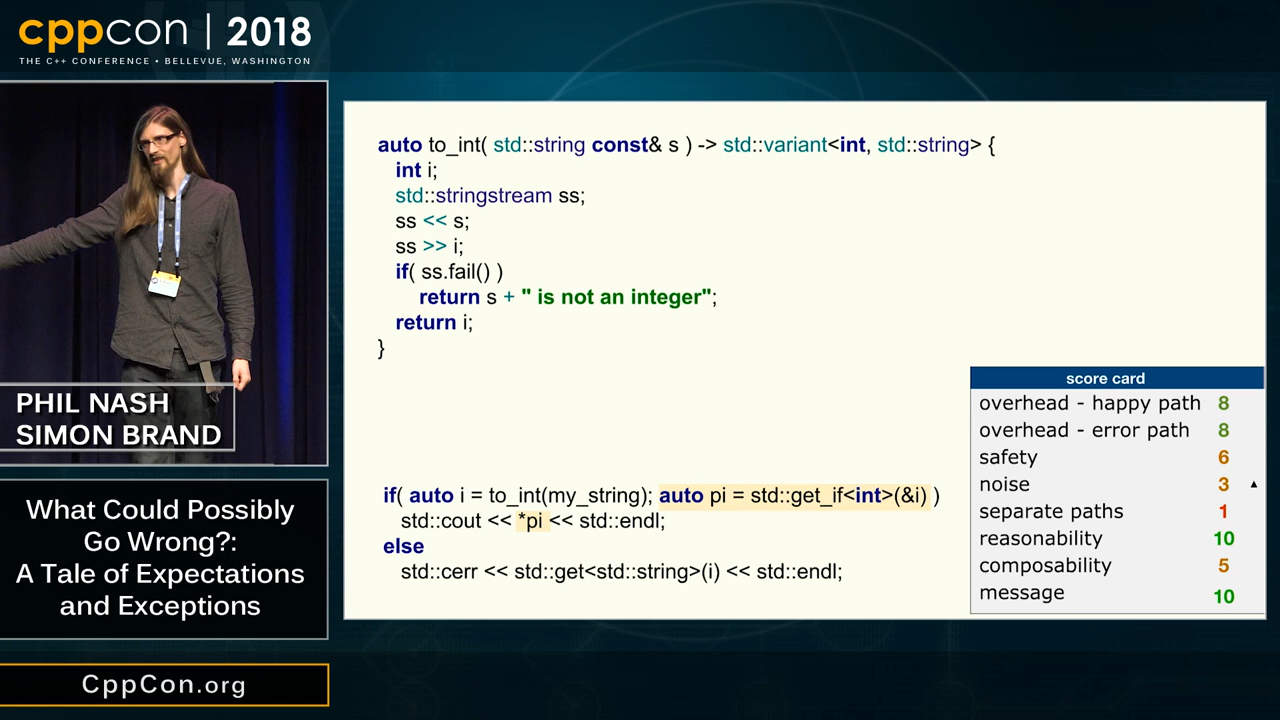 cppcon | 2018
THE C++ CONFERENCE • BELLEVUE, WASHINGTON
auto to_int( std::string const& s ) -> std::variant<int, std::string> {
int i;
std::stringstream ss;
ss << s;
ss >> i;
if( ss.fail() )
return s + " is not an integer";
return i;
}
if( auto i = to_int(my_string); auto pi = std::get_if<int>(&i) )
std::cout << *pi << std::endl;
else
std::cerr << std::get<std::string>(i) << std::endl;
score card
overhead - happy path 8
overhead - error path 8
safety 6
noise 3 ▲
separate paths 1
reasonability 10
composability 5
message 10
PHIL NASH
SIMON BRAND
What Could Possibly
Go Wrong?:
A Tale of Expectations
and Exceptions
CppCon.org